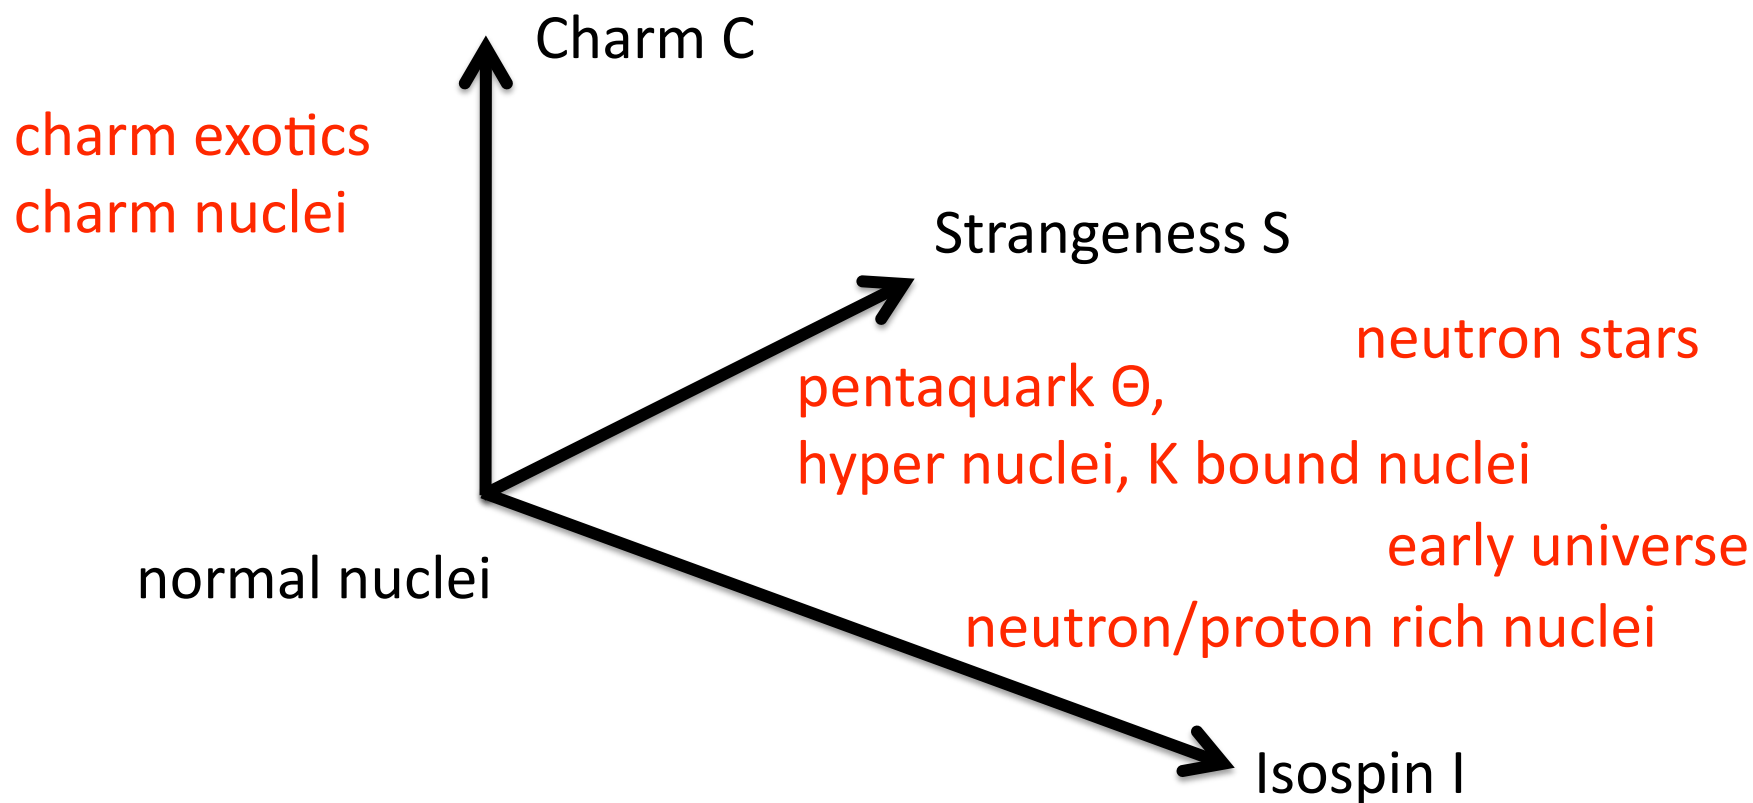 Charm C
charm exotics
charm nuclei
Strangeness S
neutron stars
pentaquark Θ,
hyper nuclei, K bound nuclei
early universe
normal nuclei
neutron/proton rich nuclei
Isospin I